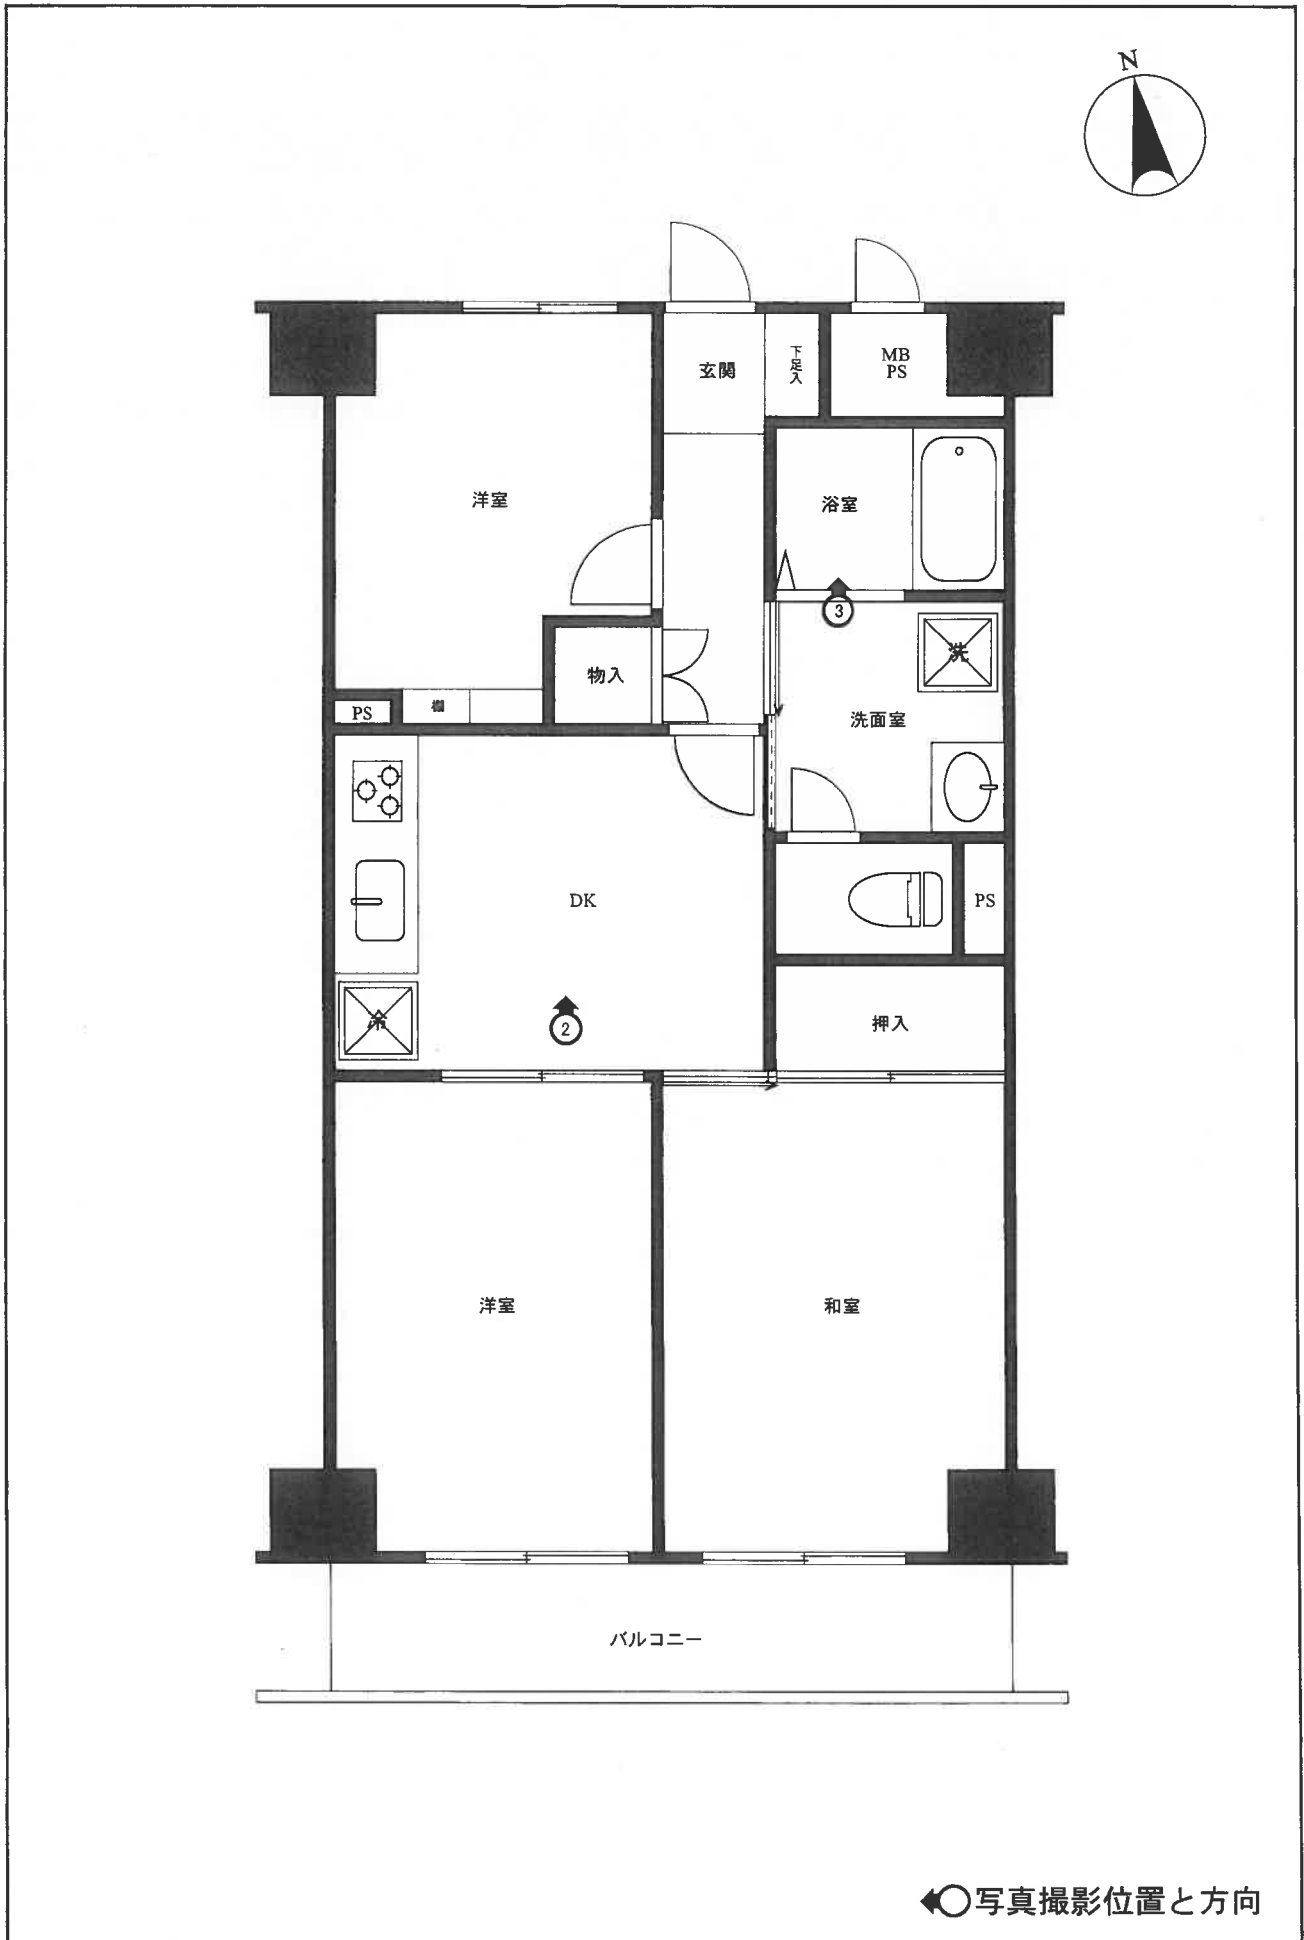 N
玄関
下足入
MB
PS
洋室
浴室
3
洗
物入
PS
棚
洗面室
DK
PS
冷
2
押入
洋室
和室
バルコニー
写真撮影位置と方向